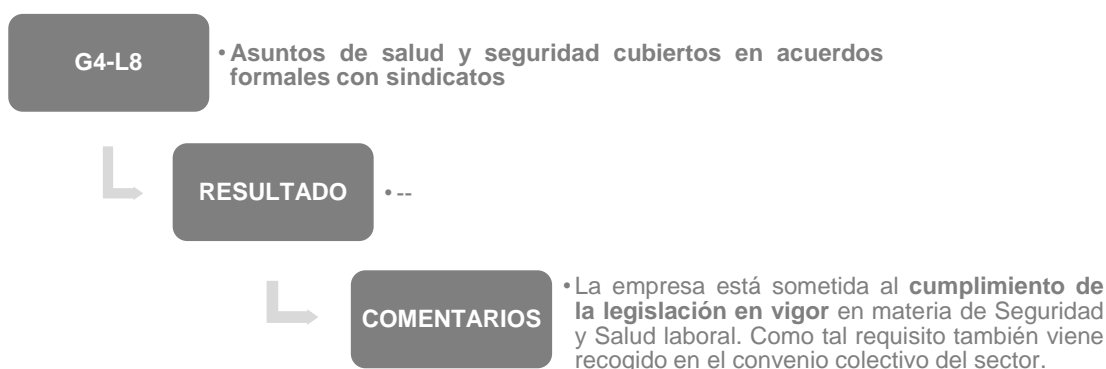 G4-L8
• Asuntos de salud y seguridad cubiertos en acuerdos
formales con sindicatos
RESULTADO
• --
COMENTARIOS
• La empresa está sometida al cumplimiento de
la legislación en vigor en materia de Seguridad
y Salud laboral. Como tal requisito también viene
recogido en el convenio colectivo del sector.